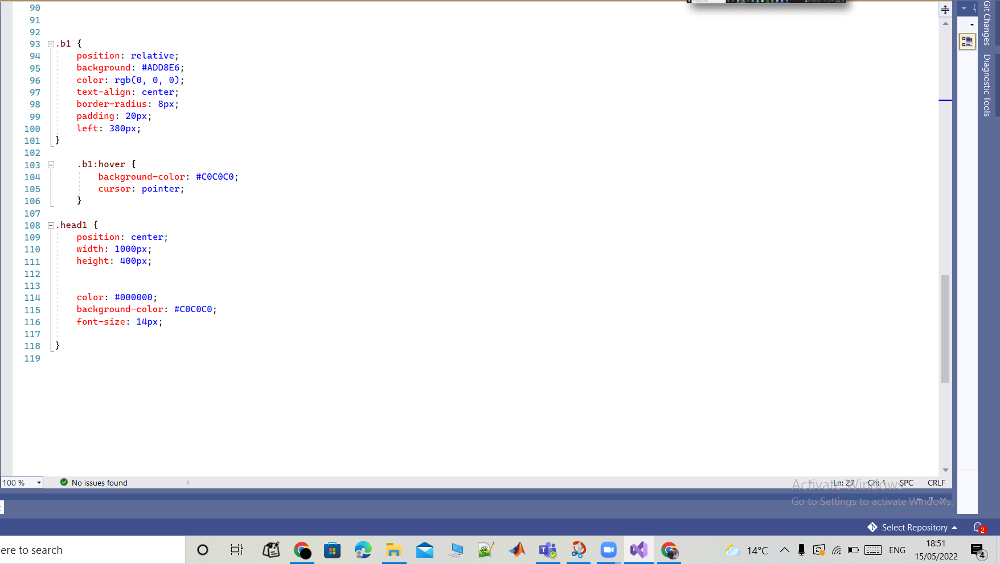 90
91
92
93 .b1 {
94 position: relative;
95 background: #ADD8E6;
96 color: rgb(0, 0, 0);
97 text-align: center;
98 border-radius: 8px;
99 padding: 20px;
100 left: 380px;
101 }
102
103 .b1:hover {
104 background-color: #C0C0C0;
105 cursor: pointer;
106 }
107
108 .head1 {
109 position: center;
110 width: 1000px;
111 height: 400px;
112
113
114 color: #000000;
115 background-color: #C0C0C0;
116 font-size: 14px;
117
118 }
119
Git Changes
Diagnostic Tools
100 % No issues found Ln: 27 Ch: 1 SPC CRLF
Activate Windows
Go to Settings to activate Windows.
Select Repository 2
ere to search
14°C ENG 18:51
15/05/2022 4